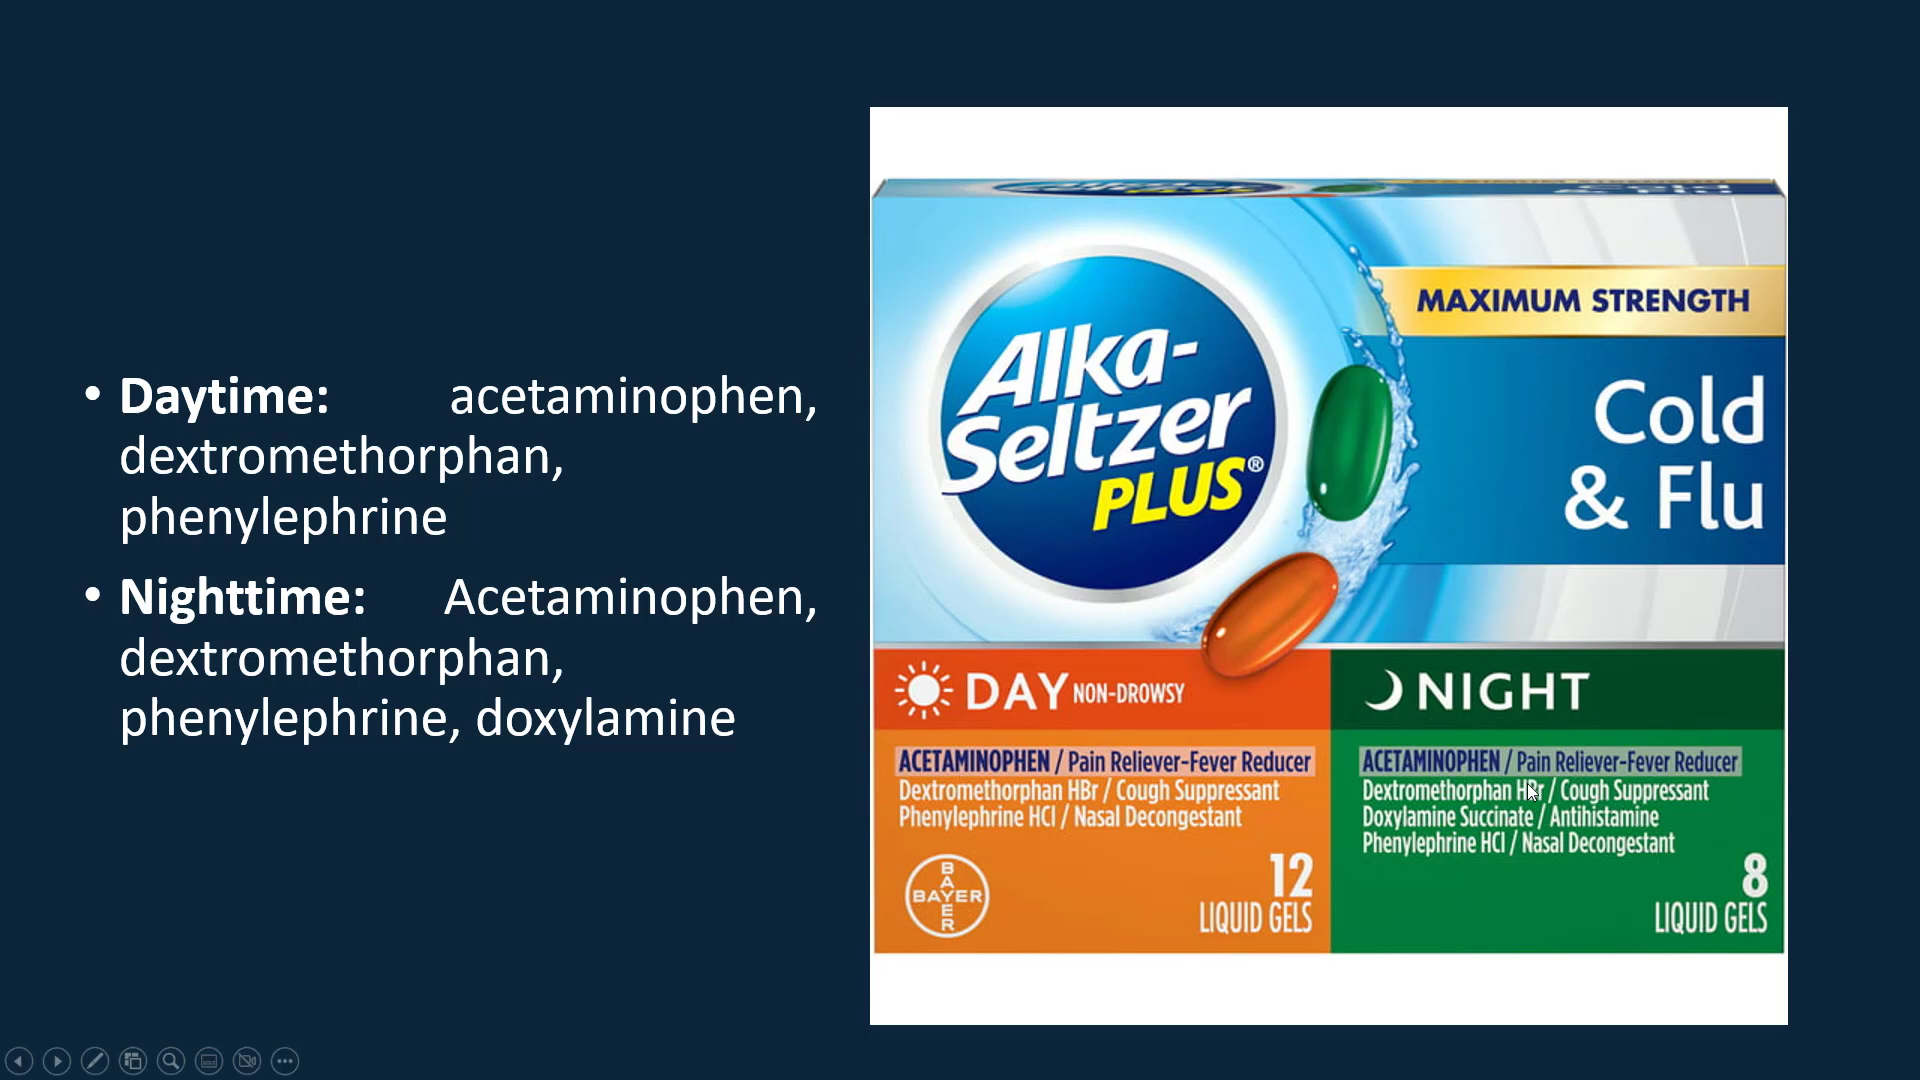 • Daytime: acetaminophen,
dextromethorphan,
phenylephrine
• Nighttime: Acetaminophen,
dextromethorphan,
phenylephrine, doxylamine
MAXIMUM STRENGTH
Alka-
Seltzer
PLUS®
Cold
& Flu
DAY NON-DROWSY
ACETAMINOPHEN / Pain Reliever-Fever Reducer
Dextromethorphan HBr / Cough Suppressant
Phenylephrine HCl / Nasal Decongestant
BAYER
BAYER
12
LIQUID GELS
NIGHT
ACETAMINOPHEN / Pain Reliever-Fever Reducer
Dextromethorphan HBr / Cough Suppressant
Doxylamine Succinate / Antihistamine
Phenylephrine HCl / Nasal Decongestant
8
LIQUID GELS